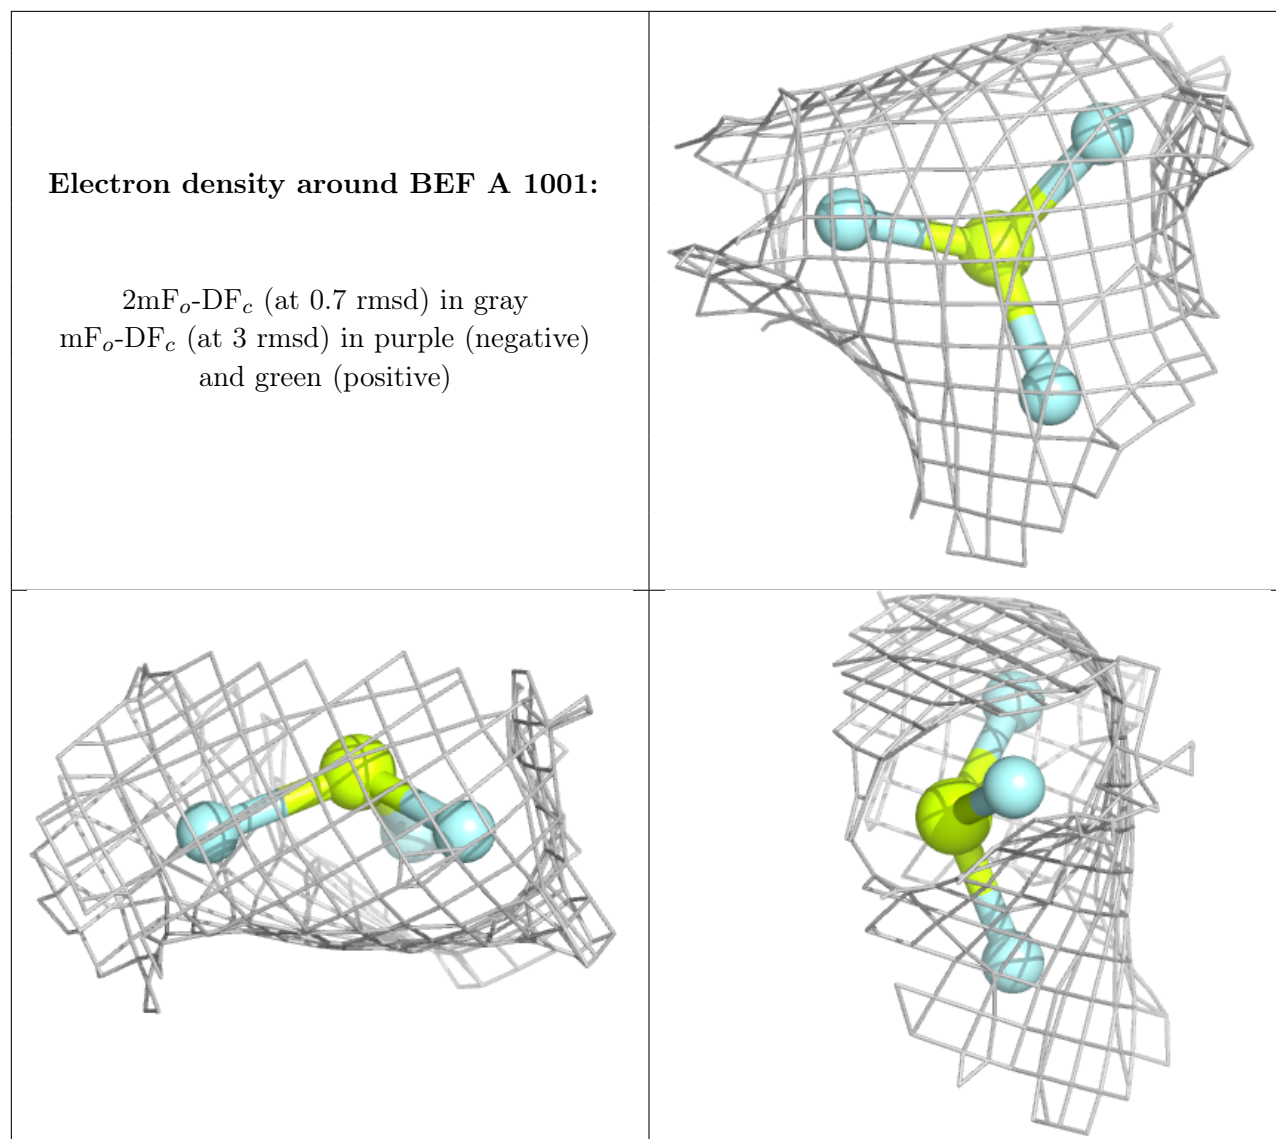 Electron density around BEF A 1001:
2mFo-DFc (at 0.7 rmsd) in gray
mFo-DFc (at 3 rmsd) in purple (negative)
and green (positive)